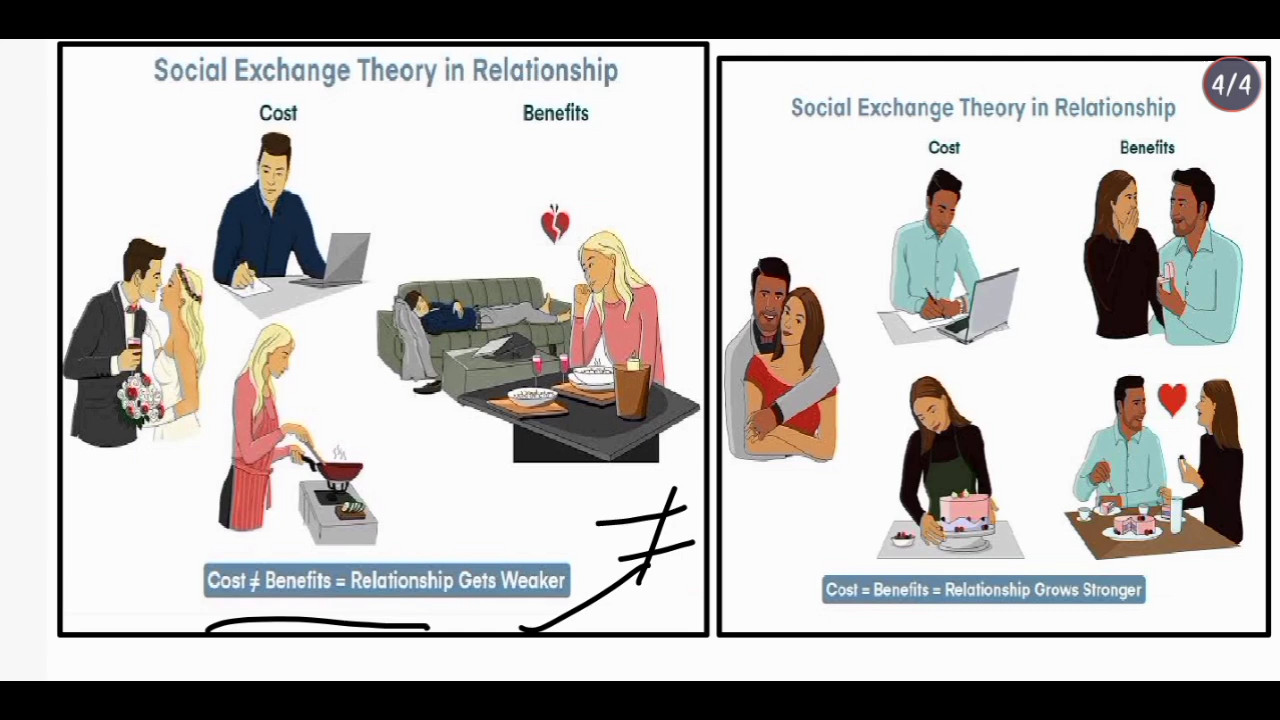 Social Exchange Theory in Relationship
Cost Benefits
Cost ≠ Benefits = Relationship Gets Weaker
≠
4/4
Social Exchange Theory in Relationship
Cost Benefits
Cost = Benefits = Relationship Grows Stronger